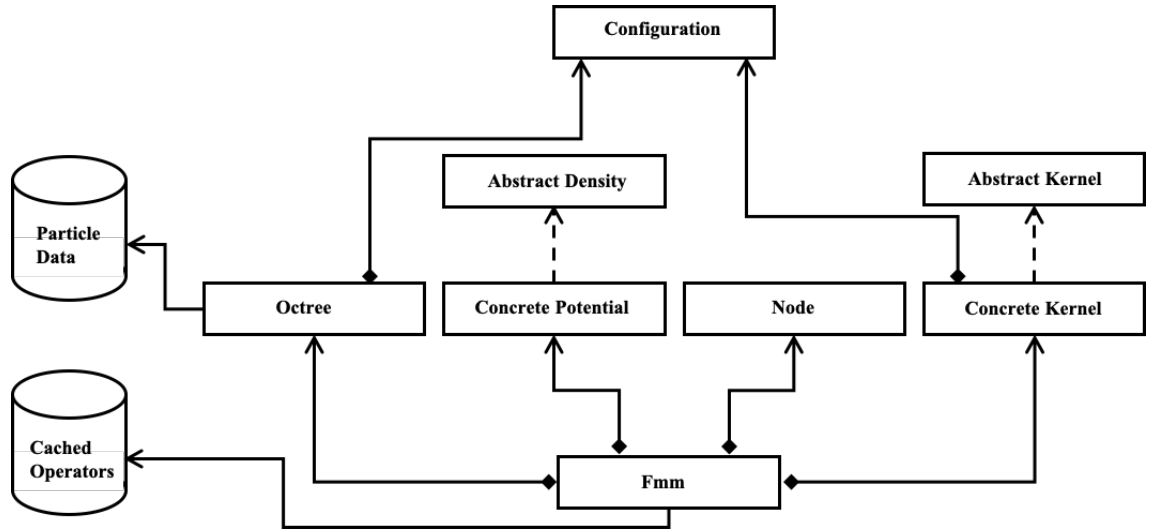 Configuration
Abstract Density
Abstract Kernel
Particle
Data
Octree
Concrete Potential
Node
Concrete Kernel
Cached
Operators
Fmm